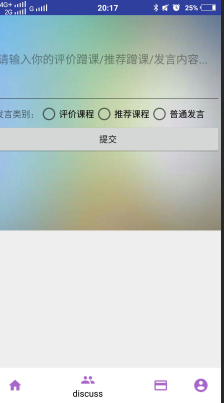 4G+ 2G G 20:17 25%
请输入你的评价蹭课/推荐蹭课/发言内容...
发言类别： 评价课程 推荐课程 普通发言
提交
discuss